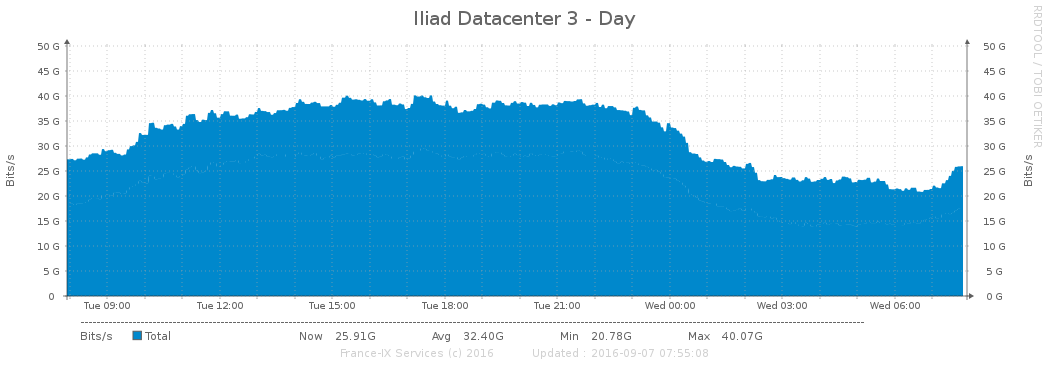 Iliad Datacenter 3 - Day
RRDTOOL / TOBI OETIKER
Bits/s
Bits/s
50 G 50 G
45 G 45 G
40 G 40 G
35 G 35 G
30 G 30 G
25 G 25 G
20 G 20 G
15 G 15 G
10 G 10 G
5 G 5 G
0 0 G
Tue 09:00 Tue 12:00 Tue 15:00 Tue 18:00 Tue 21:00 Wed 00:00 Wed 03:00 Wed 06:00
Bits/s Total Now 25.91G Avg 32.40G Min 20.78G Max 40.07G
France-IX Services (c) 2016 Updated : 2016-09-07 07:55:08